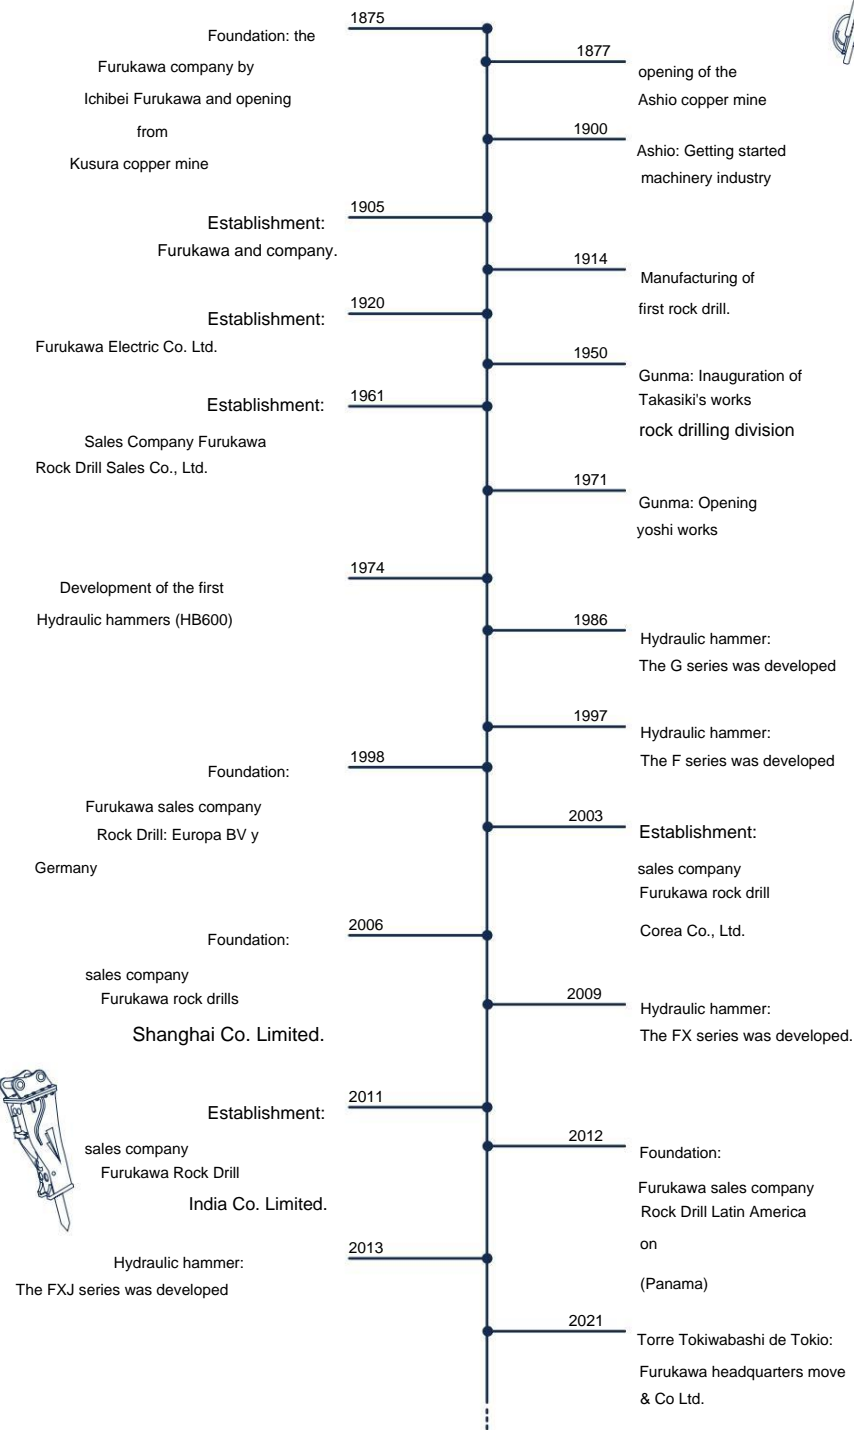 1875
Foundation: the
Furukawa company by
Ichibei Furukawa and opening
from
Kusura copper mine
1877
opening of the
Ashio copper mine
1900
Ashio: Getting started
machinery industry
1905
Establishment:
Furukawa and company.
1914
Manufacturing of
first rock drill.
1920
Establishment:
Furukawa Electric Co. Ltd.
1950
Gunma: Inauguration of
Takasiki's works
rock drilling division
1961
Establishment:
Sales Company Furukawa
Rock Drill Sales Co., Ltd.
1971
Gunma: Opening
yoshi works
1974
Development of the first
Hydraulic hammers (HB600)
1986
Hydraulic hammer:
The G series was developed
1997
Hydraulic hammer:
The F series was developed
1998
Foundation:
Furukawa sales company
Rock Drill: Europa BV y
Germany
2003
Establishment:
sales company
Furukawa rock drill
Corea Co., Ltd.
2006
Foundation:
sales company
Furukawa rock drills
Shanghai Co. Limited.
2009
Hydraulic hammer:
The FX series was developed.
2011
Establishment:
sales company
Furukawa Rock Drill
India Co. Limited.
2012
Foundation:
Furukawa sales company
Rock Drill Latin America
on
(Panama)
2013
Hydraulic hammer:
The FXJ series was developed
2021
Torre Tokiwabashi de Tokio:
Furukawa headquarters move
& Co Ltd.